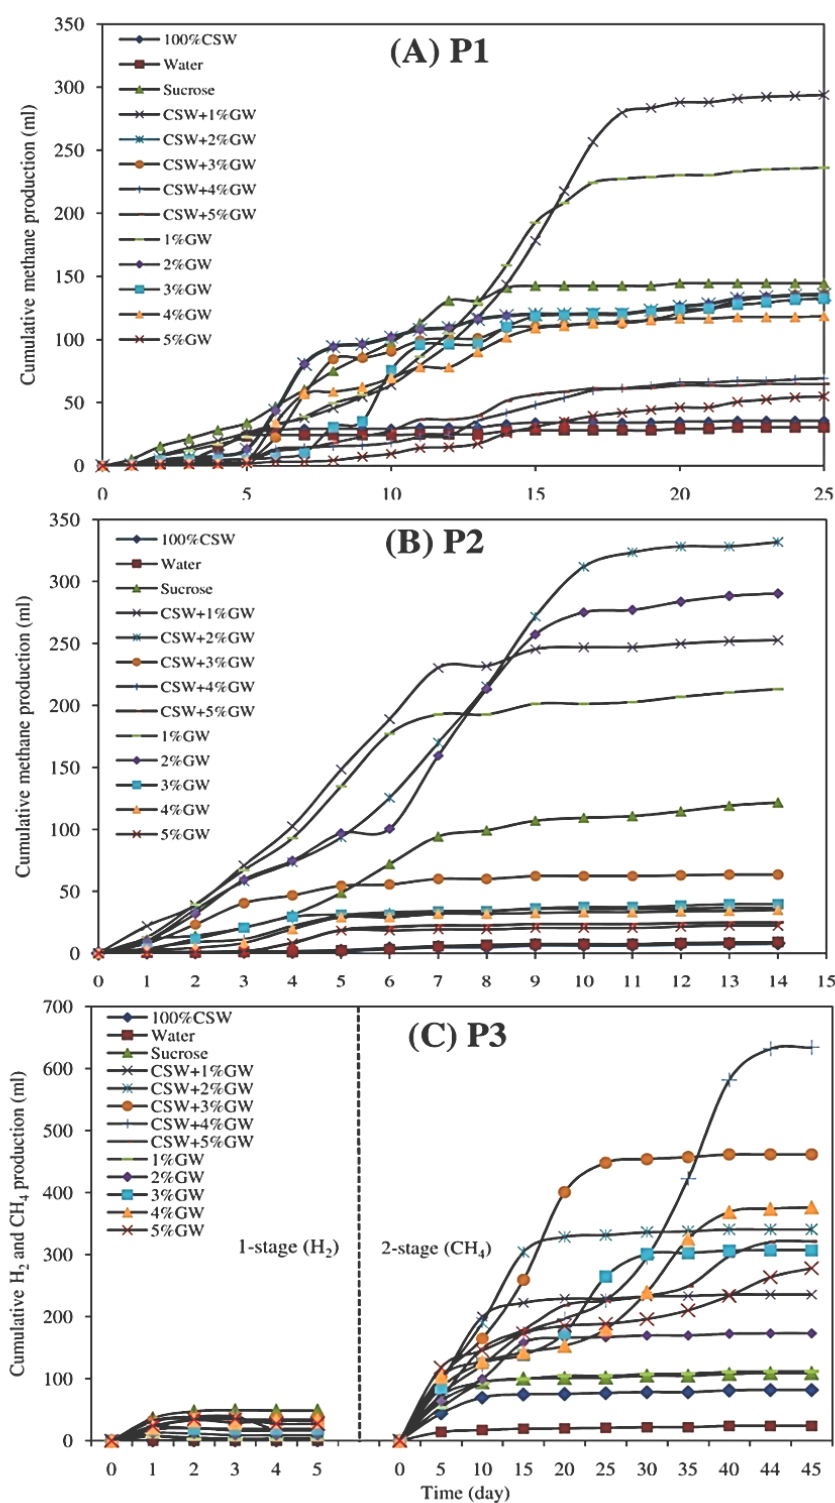 (A) P1
Cumulative methane production (ml)
350
300
250
200
150
100
50
0
100%CSW
Water
Sucrose
CSW+1%GW
CSW+2%GW
CSW+3%GW
CSW+4%GW
CSW+5%GW
1%GW
2%GW
3%GW
4%GW
5%GW
0 5 10 15 20 25
(B) P2
Cumulative methane production (ml)
350
300
250
200
150
100
50
0
100%CSW
Water
Sucrose
CSW+1%GW
CSW+2%GW
CSW+3%GW
CSW+4%GW
CSW+5%GW
1%GW
2%GW
3%GW
4%GW
5%GW
0 1 2 3 4 5 6 7 8 9 10 11 12 13 14 15
(C) P3
Cumulative H2 and CH4 production (ml)
700
600
500
400
300
200
100
0
100%CSW
Water
Sucrose
CSW+1%GW
CSW+2%GW
CSW+3%GW
CSW+4%GW
CSW+5%GW
1%GW
2%GW
3%GW
4%GW
5%GW
1-stage (H2) 2-stage (CH4)
0 1 2 3 4 5 0 5 10 15 20 25 30 35 40 44 45
Time (day)